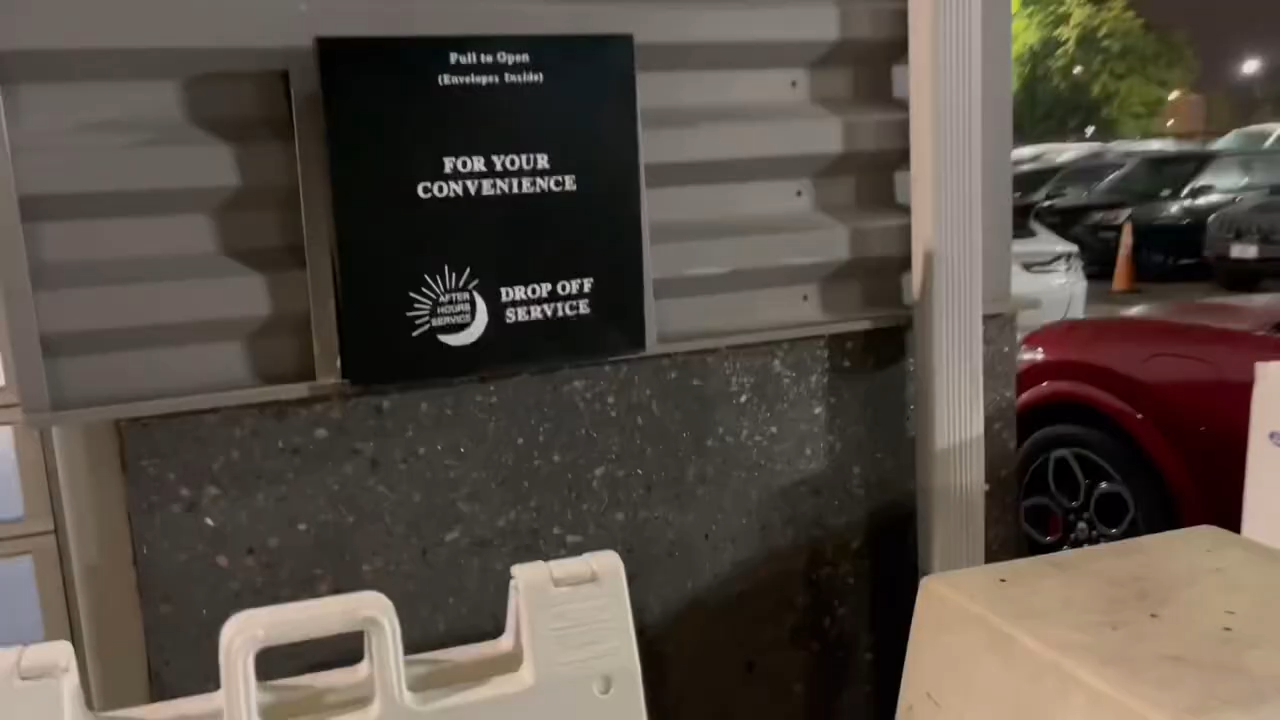 Pull to Open
(Envelopes Inside)
FOR YOUR
CONVENIENCE
AFTER
HOURS
SERVICE
DROP OFF
SERVICE